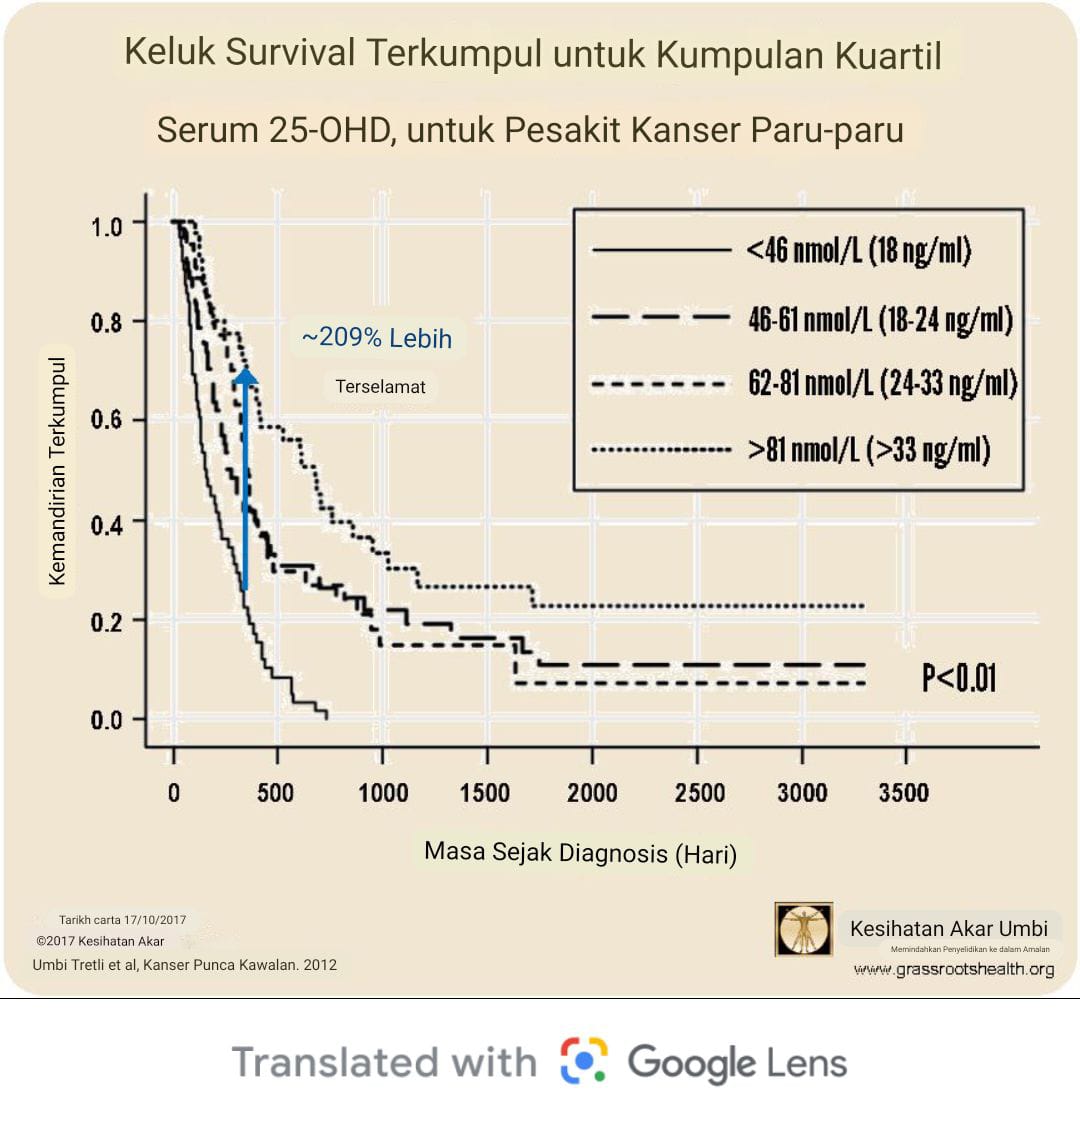 Keluk Survival Terkumpul untuk Kumpulan Kuartil
Serum 25-OHD, untuk Pesakit Kanser Paru-paru
<46 nmol/L (18 ng/ml)
46-61 nmol/L (18-24 ng/ml)
62-81 nmol/L (24-33 ng/ml)
>81 nmol/L (>33 ng/ml)
~209% Lebih
Terselamat
Kemandirian Terkumpul
1.0
0.8
0.6
0.4
0.2
0.0
P<0.01
0 500 1000 1500 2000 2500 3000 3500
Masa Sejak Diagnosis (Hari)
Tarikh carta 17/10/2017
©2017 Kesihatan Akar
Umbi Tretli et al, Kanser Punca Kawalan. 2012
Kesihatan Akar Umbi
Memindahkan Penyelidikan ke dalam Amalan
www.grassrootshealth.org
Translated with Google Lens